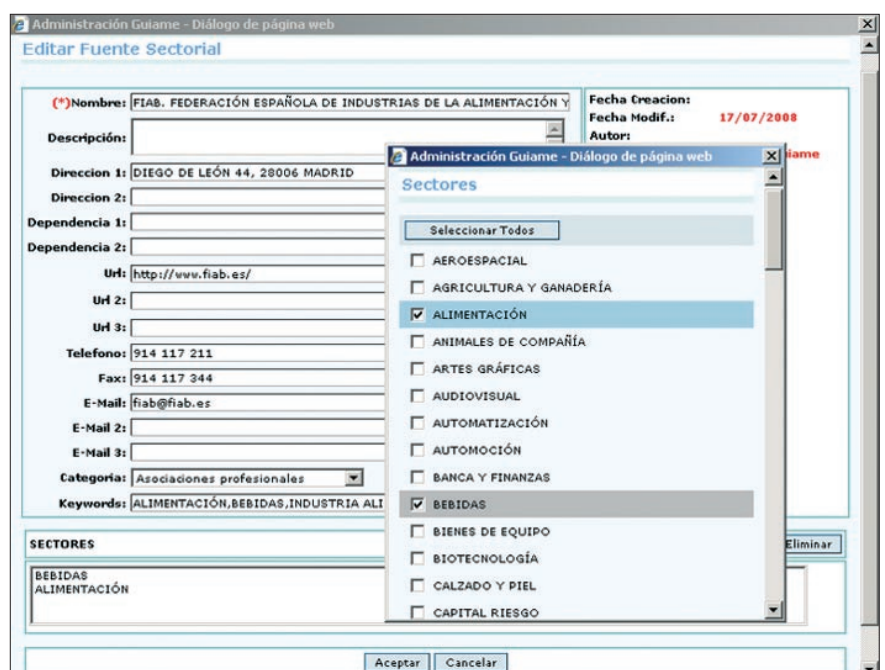 Administración Guiame - Diálogo de página web
Editar Fuente Sectorial
(*)Nombre: FIAB. FEDERACIÓN ESPAÑOLA DE INDUSTRIAS DE LA ALIMENTACIÓN Y
Descripción:
Direccion 1: DIEGO DE LEÓN 44, 28006 MADRID
Direccion 2:
Dependencia 1:
Dependencia 2:
Url: http://www.fiab.es/
Url 2:
Url 3:
Telefono: 914 117 211
Fax: 914 117 344
E-Mail: fiab@fiab.es
E-Mail 2:
E-Mail 3:
Categoria: Asociaciones profesionales
Keywords: ALIMENTACIÓN,BEBIDAS,INDUSTRIA ALI
Fecha Creacion:
Fecha Modif.: 17/07/2008
Autor:
iame
Administración Guiame - Diálogo de página web
Sectores
Seleccionar Todos
AEROESPACIAL
AGRICULTURA Y GANADERÍA
ALIMENTACIÓN
ANIMALES DE COMPAÑÍA
ARTES GRÁFICAS
AUDIOVISUAL
AUTOMATIZACIÓN
AUTOMOCIÓN
BANCA Y FINANZAS
BEBIDAS
BIENES DE EQUIPO
BIOTECNOLOGÍA
CALZADO Y PIEL
CAPITAL RIESGO
SECTORES
Eliminar
BEBIDAS
ALIMENTACIÓN
Aceptar Cancelar